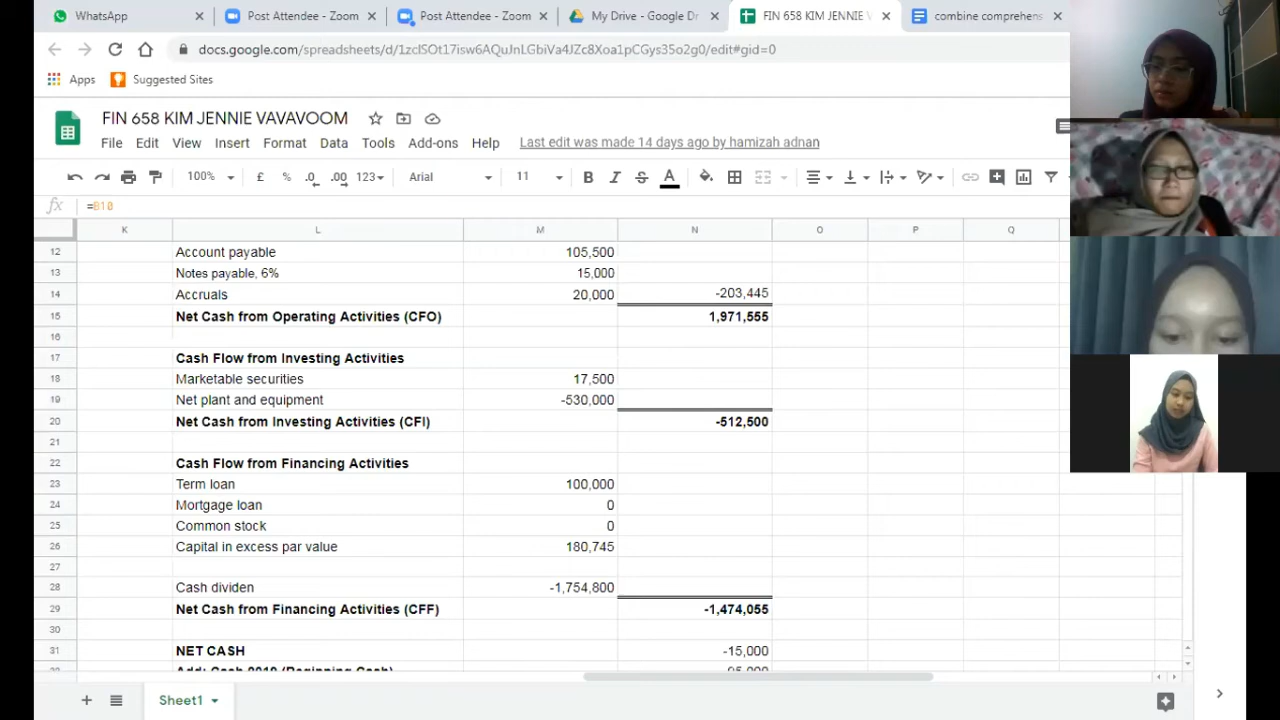 WhatsApp
Post Attendee - Zoom
Post Attendee - Zoom
My Drive - Google Dr
FIN 658 KIM JENNIE V
combine comprehens
docs.google.com/spreadsheets/d/1zclSOt17isw6AQuJnLGbiVa4JZc8Xoa1pCGys35o2g0/edit#gid=0
Apps
Suggested Sites
FIN 658 KIM JENNIE VAVAVOOM
File Edit View Insert Format Data Tools Add-ons Help Last edit was made 14 days ago by hamizah adnan
100% £ % .0 .00 123 Arial 11 B I S A
fx =B10
K L M N O P Q
12 Account payable 105,500
13 Notes payable, 6% 15,000
14 Accruals 20,000 -203,445
15 Net Cash from Operating Activities (CFO) 1,971,555
16
17 Cash Flow from Investing Activities
18 Marketable securities 17,500
19 Net plant and equipment -530,000
20 Net Cash from Investing Activities (CFI) -512,500
21
22 Cash Flow from Financing Activities
23 Term loan 100,000
24 Mortgage loan 0
25 Common stock 0
26 Capital in excess par value 180,745
27
28 Cash dividen -1,754,800
29 Net Cash from Financing Activities (CFF) -1,474,055
30
31 NET CASH -15,000
Sheet1